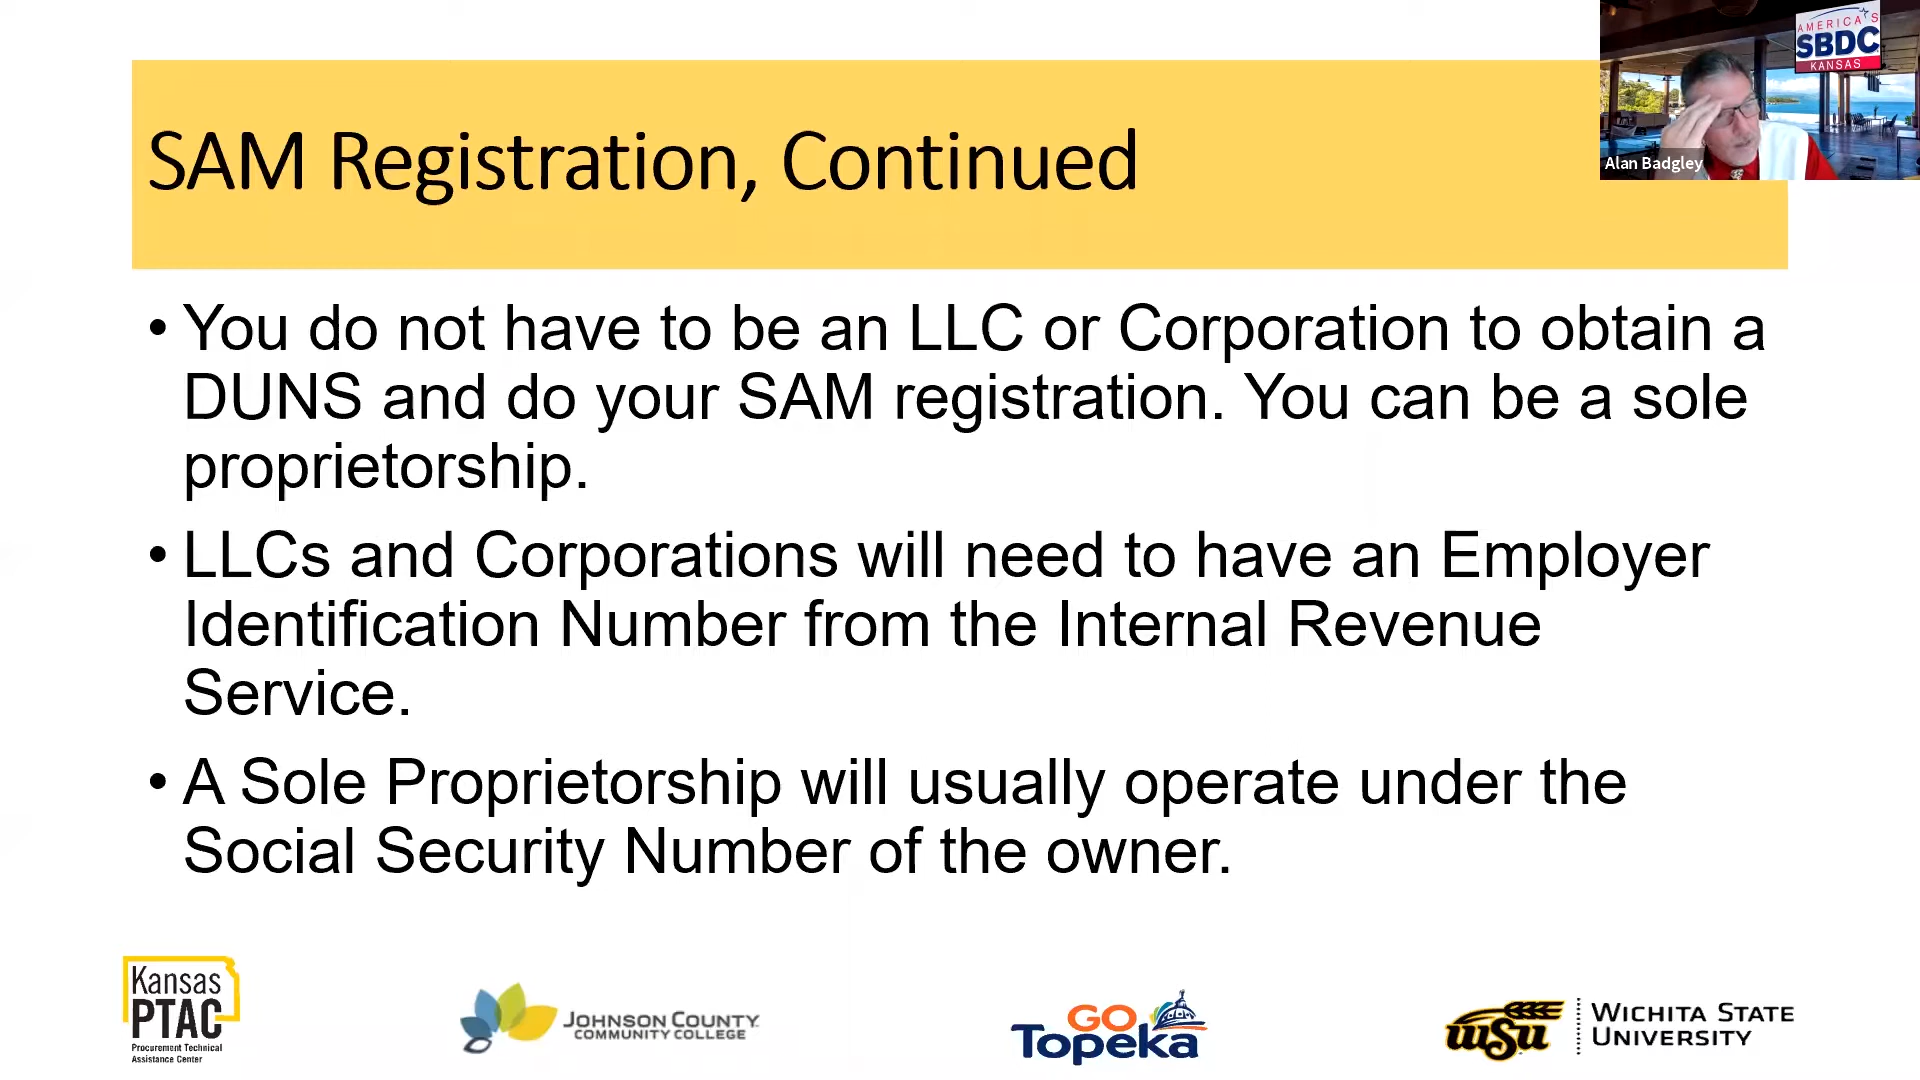 AMERICA'S
SBDC
KANSAS
Alan Badgley
SAM Registration, Continued
• You do not have to be an LLC or Corporation to obtain a
DUNS and do your SAM registration. You can be a sole
proprietorship.
• LLCs and Corporations will need to have an Employer
Identification Number from the Internal Revenue
Service.
• A Sole Proprietorship will usually operate under the
Social Security Number of the owner.
Kansas
PTAC
Procurement Technical
Assistance Center
JOHNSON COUNTY
COMMUNITY COLLEGE
GO
Topeka
WSU
WICHITA STATE
UNIVERSITY